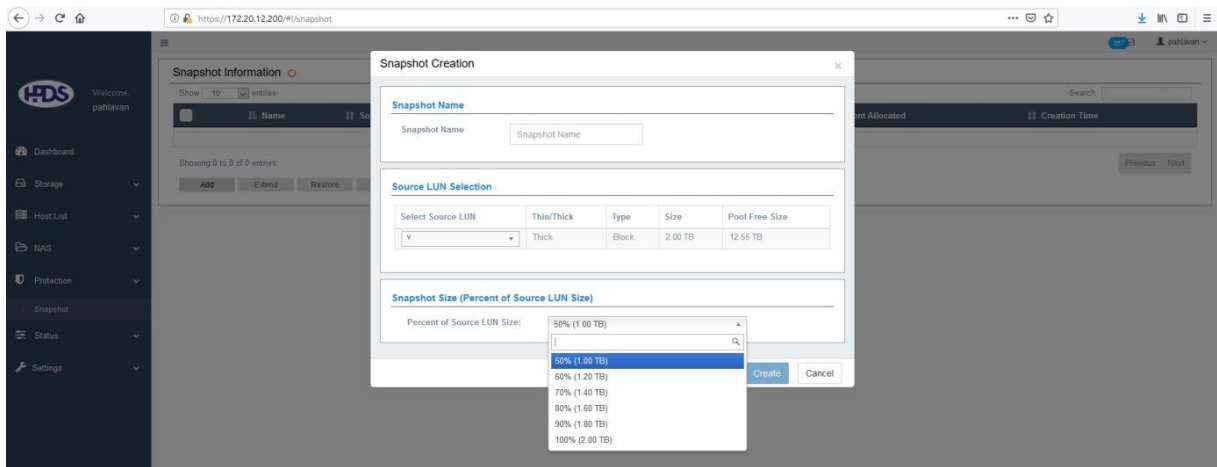 https://172.20.12.200/#!/snapshot
HPDS
Welcome,
pahlavan
Dashboard
Storage
Host List
NAS
Protection
Snapshot
Status
Settings
pahlavan
Snapshot Information
Show 10 entries
Search:
Name
So
ent Allocated
Creation Time
Showing 0 to 0 of 0 entries
Previous Next
Add Extend Restore
Snapshot Creation
×
Snapshot Name
Snapshot Name Snapshot Name
Source LUN Selection
Select Source LUN Thin/Thick Type Size Pool Free Size
v Thick Block 2.00 TB 12.55 TB
Snapshot Size (Percent of Source LUN Size)
Percent of Source LUN Size: 50% (1.00 TB)
50% (1.00 TB)
60% (1.20 TB)
70% (1.40 TB)
80% (1.60 TB)
90% (1.80 TB)
100% (2.00 TB)
Create Cancel